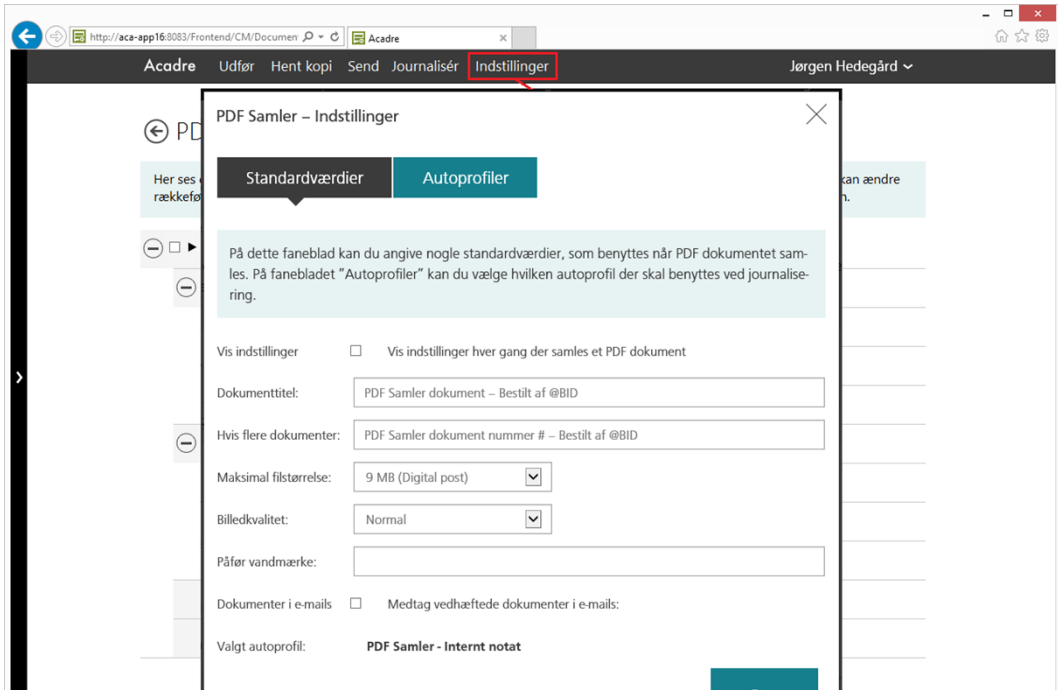 http://aca-app16:8083/Frontend/CM/Documen
Acadre
Acadre Udfør Hent kopi Send Journalisér Indstillinger Jørgen Hedegård
PDF Samler – Indstillinger
PD
Standardværdier Autoprofiler
Her ses
kan ændre
rækkefø
På dette faneblad kan du angive nogle standardværdier, som benyttes når PDF dokumentet sam-
les. På fanebladet ”Autoprofiler” kan du vælge hvilken autoprofil der skal benyttes ved journalise-
ring.
Vis indstillinger Vis indstillinger hver gang der samles et PDF dokument
Dokumenttitel: PDF Samler dokument – Bestilt af @BID
Hvis flere dokumenter: PDF Samler dokument nummer # – Bestilt af @BID
Maksimal filstørrelse: 9 MB (Digital post)
Billedkvalitet: Normal
Påfør vandmærke:
Dokumenter i e-mails Medtag vedhæftede dokumenter i e-mails:
Valgt autoprofil: PDF Samler - Internt notat